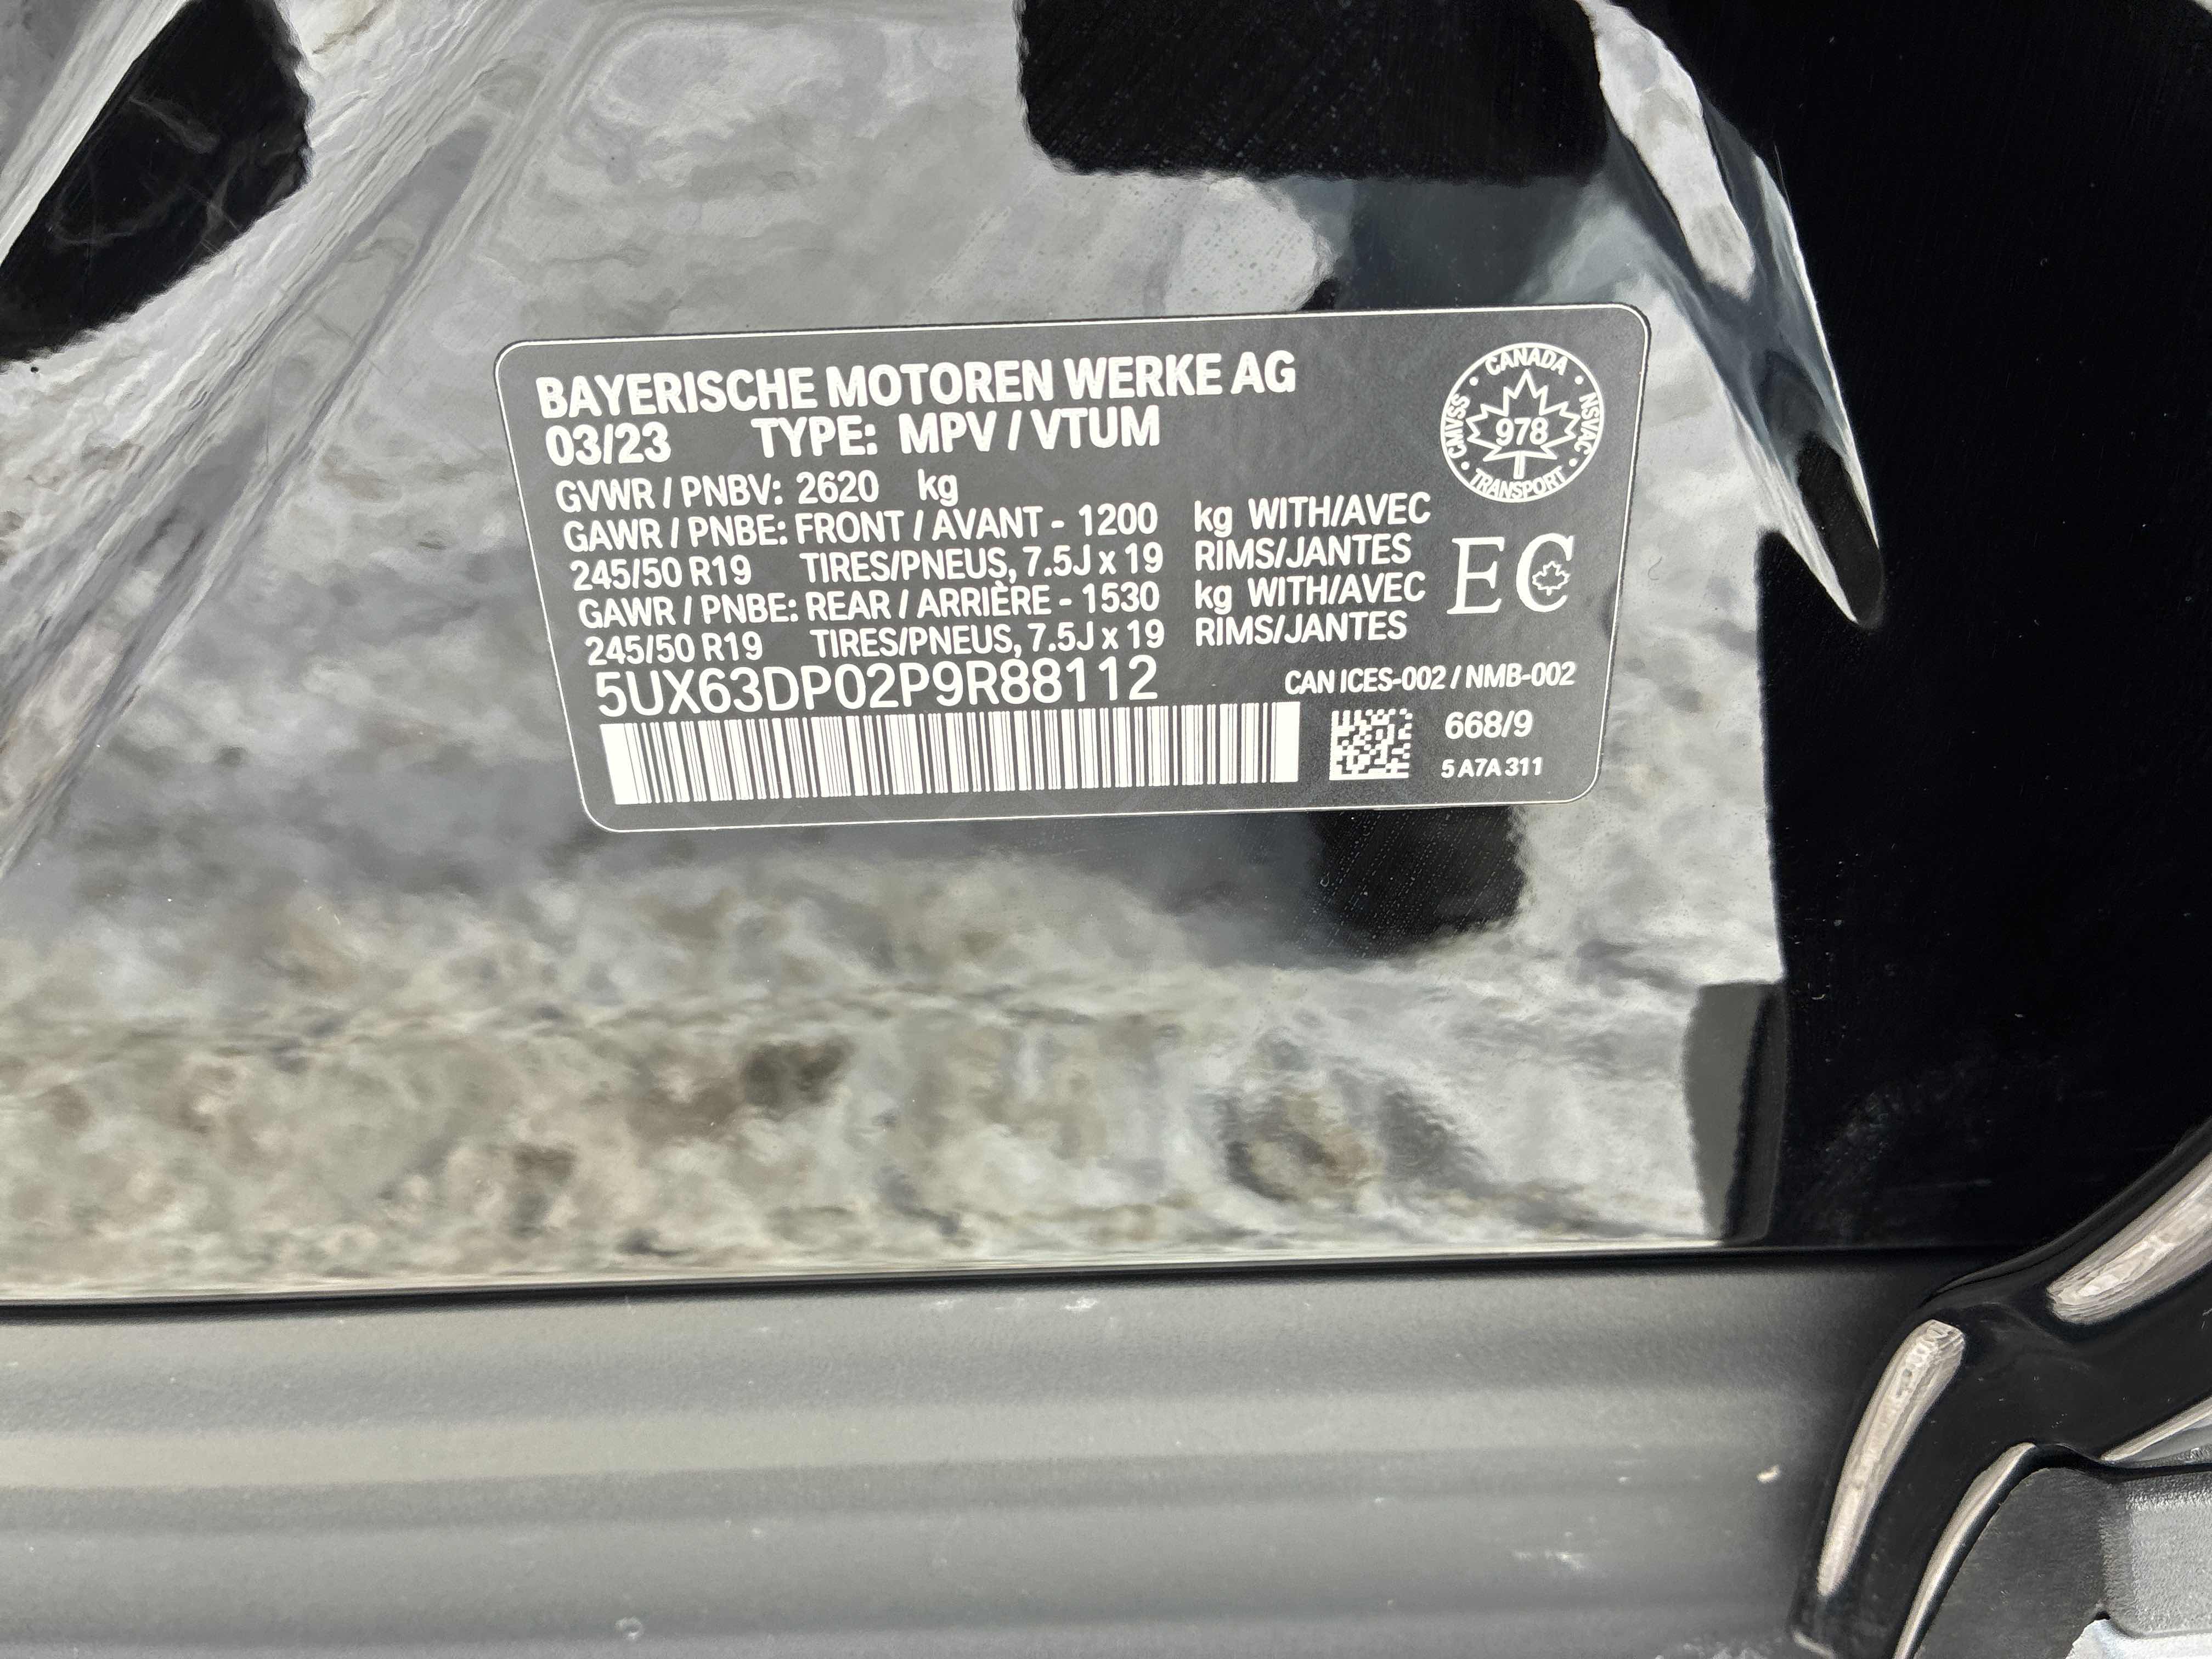 BAYERISCHE MOTOREN WERKE AG
03/23 TYPE: MPV / VTUM
GVWR / PNBV: 2620 kg
GAWR / PNBE: FRONT / AVANT - 1200 kg WITH/AVEC
245/50 R19 TIRES/PNEUS, 7.5J x 19 RIMS/JANTES
GAWR / PNBE: REAR / ARRIÈRE - 1530 kg WITH/AVEC
245/50 R19 TIRES/PNEUS, 7.5J x 19 RIMS/JANTES
5UX63DP02P9R88112
CANADA
CMVSS
978
NSVAC
TRANSPORT
EC
CAN ICES-002 / NMB-002
668/9
5 A7A 311